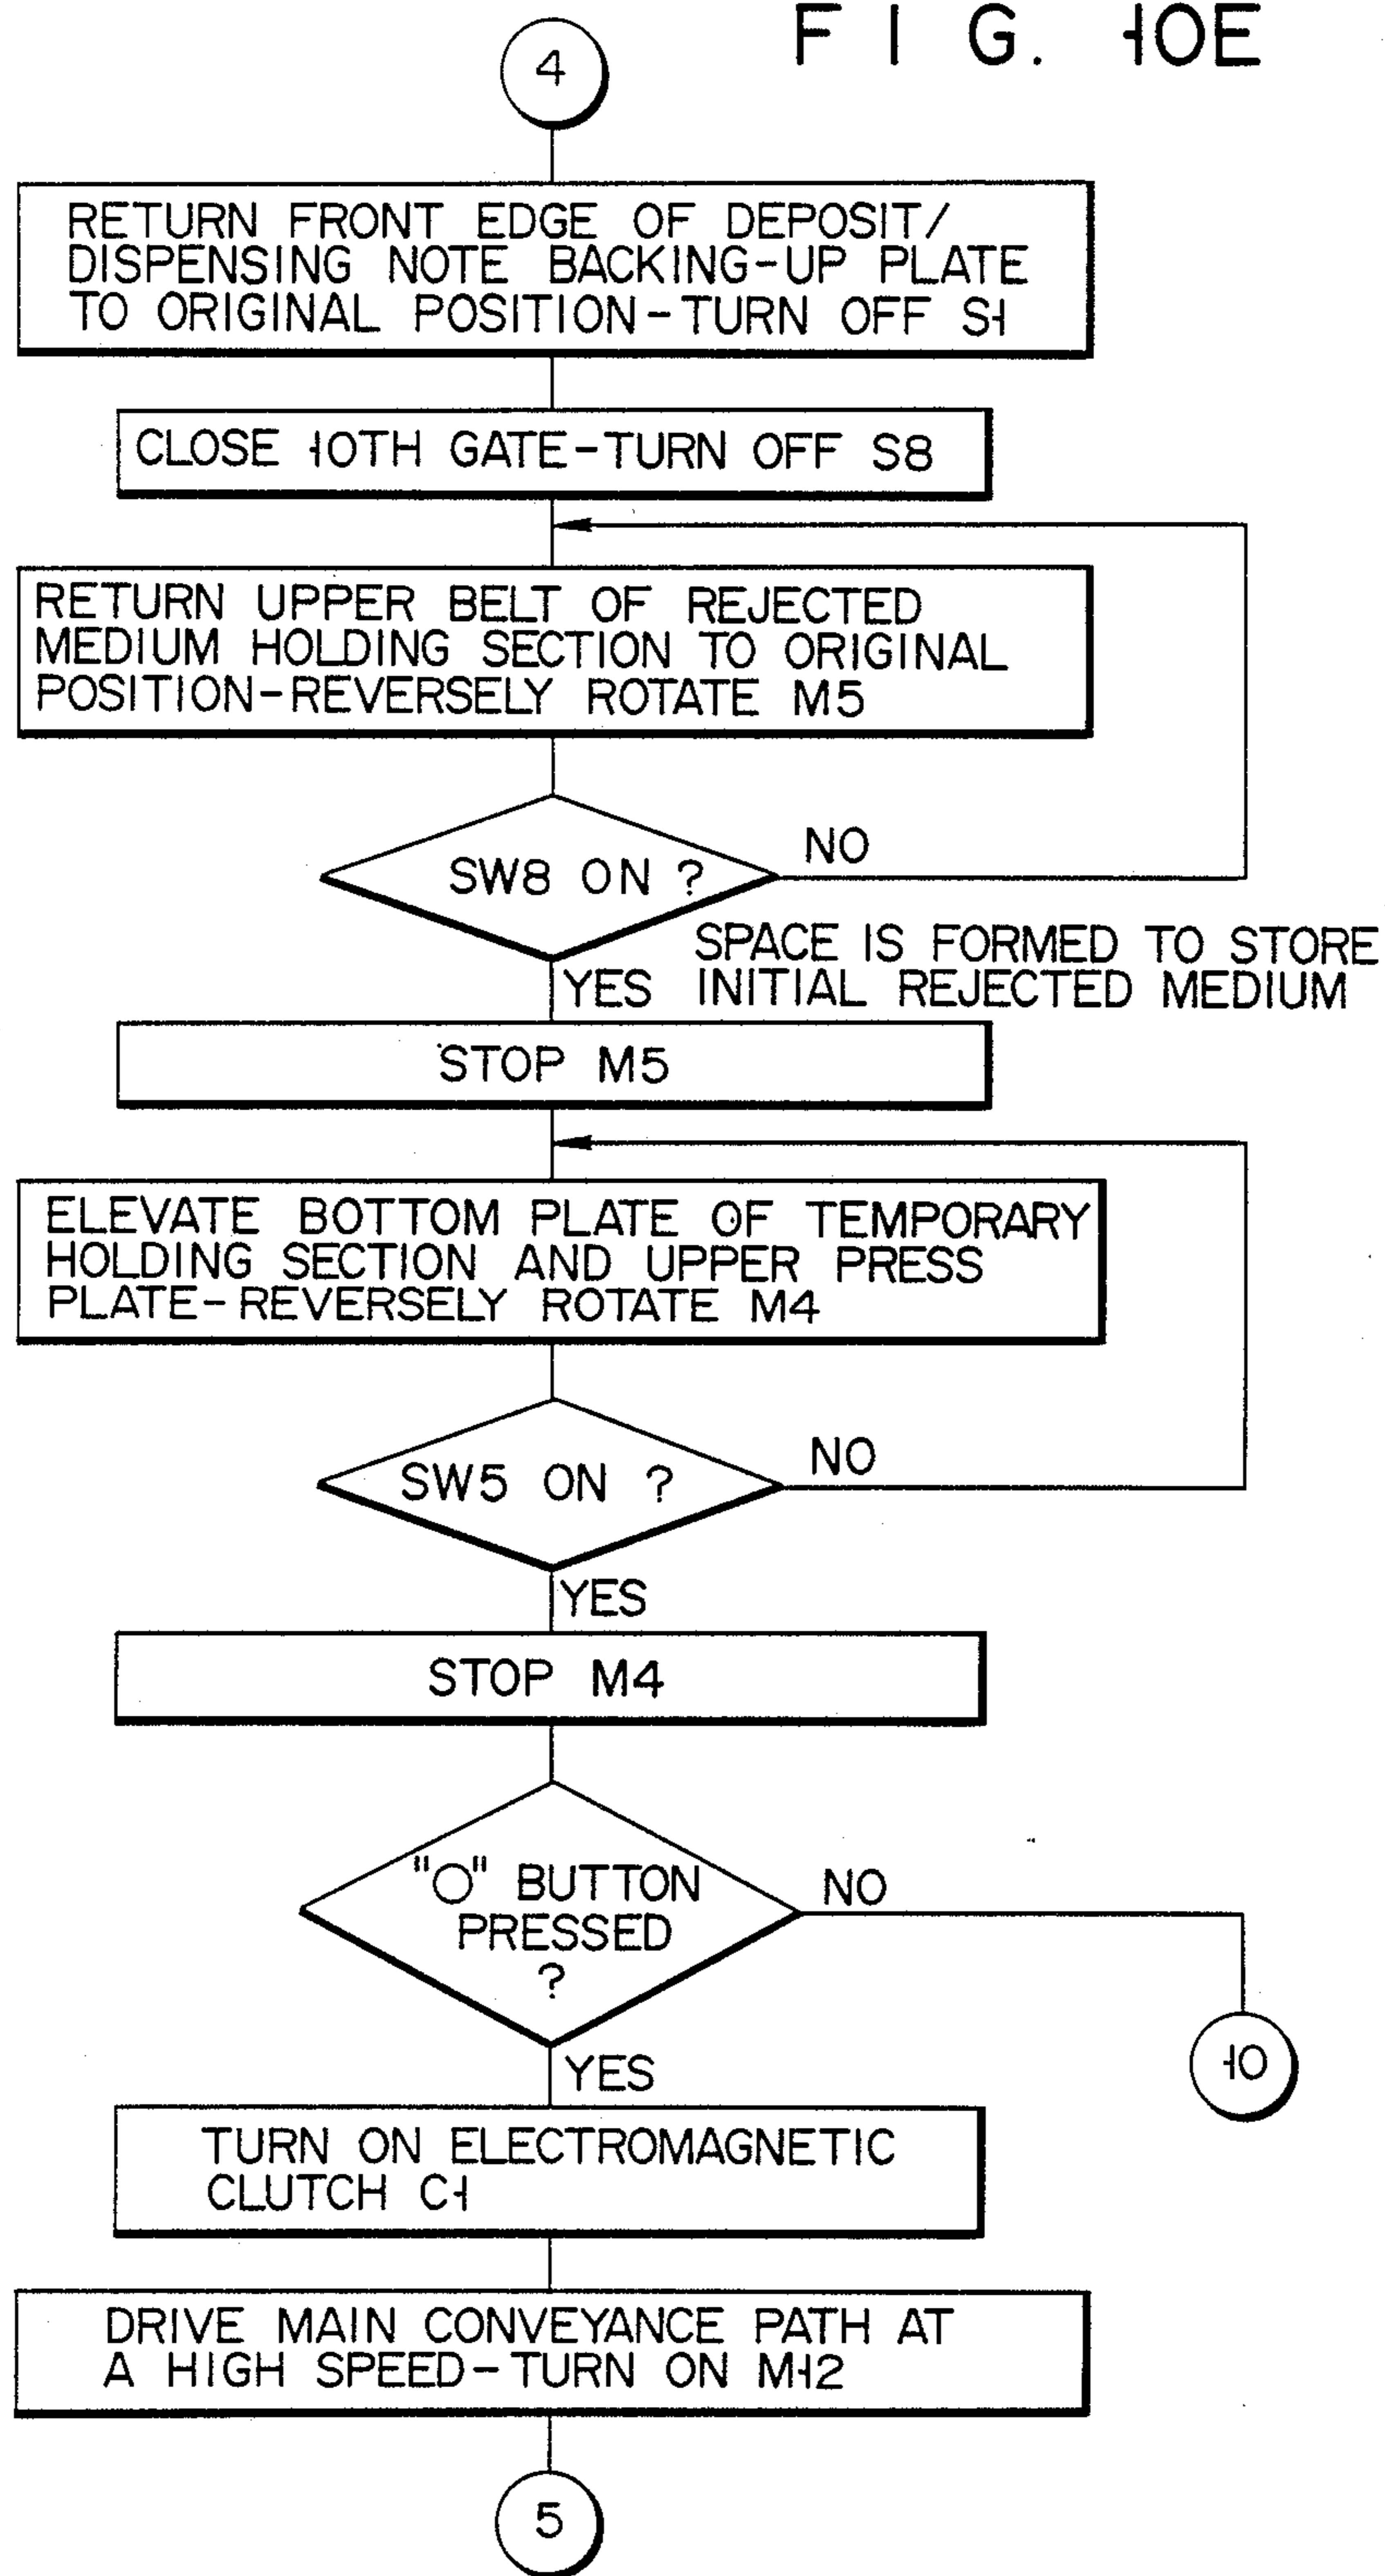 FIG. 10E
4
RETURN FRONT EDGE OF DEPOSIT/
DISPENSING NOTE BACKING-UP PLATE
TO ORIGINAL POSITION-TURN OFF S1
CLOSE 10TH GATE-TURN OFF S8
RETURN UPPER BELT OF REJECTED
MEDIUM HOLDING SECTION TO ORIGINAL
POSITION-REVERSELY ROTATE M5
SW8 ON ?
NO
SPACE IS FORMED TO STORE
YES INITIAL REJECTED MEDIUM
STOP M5
ELEVATE BOTTOM PLATE OF TEMPORARY
HOLDING SECTION AND UPPER PRESS
PLATE-REVERSELY ROTATE M4
SW5 ON ?
NO
YES
STOP M4
"O" BUTTON
PRESSED
?
NO
10
YES
TURN ON ELECTROMAGNETIC
CLUTCH C1
DRIVE MAIN CONVEYANCE PATH AT
A HIGH SPEED-TURN ON M12
5